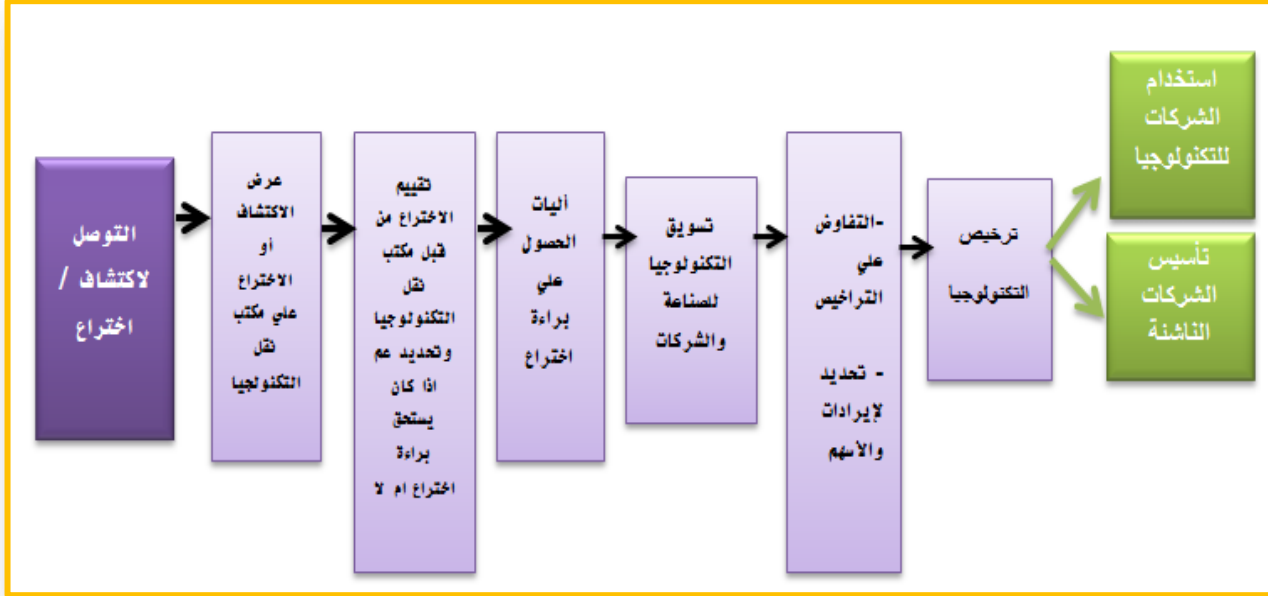 التوصل
لاكتشاف /
اختراع
عرض
الاكتشاف
أو
الاختراع
علي مكتب
نقل
التكنولجيا
تقييم
الاختراع من
قبل مكتب
نقل
التكنولوجيا
وتحديد عم
اذا كان
يستحق
براءة
اختراع ام لا
أليات
الحصول
علي
براءة
اختراع
تسويق
التكنولوجيا
للصناعة
والشركات
-التفاوض
علي
التراخيص
- تحديد
لإيرادات
والأسهم
ترخيص
التكنولوجيا
استخدام
الشركات
للتكنولوجيا
تأسيس
الشركات
الناشئة